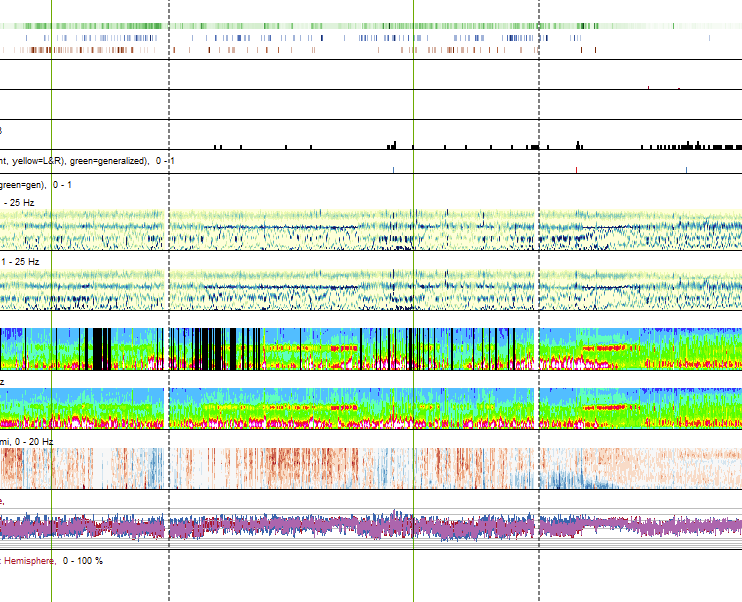 3
nt, yellow=L&R), green=generalized), 0 - 1
green=gen), 0 - 1
- 25 Hz
1 - 25 Hz
z
mi, 0 - 20 Hz
e,
t Hemisphere, 0 - 100 %